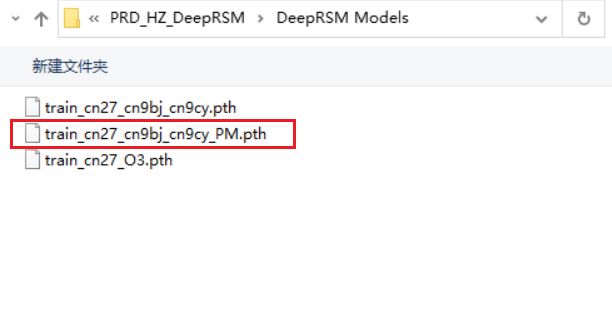 « PRD_HZ_DeepRSM › DeepRSM Models
新建文件夹
train_cn27_cn9bj_cn9cy.pth
train_cn27_cn9bj_cn9cy_PM.pth
train_cn27_O3.pth